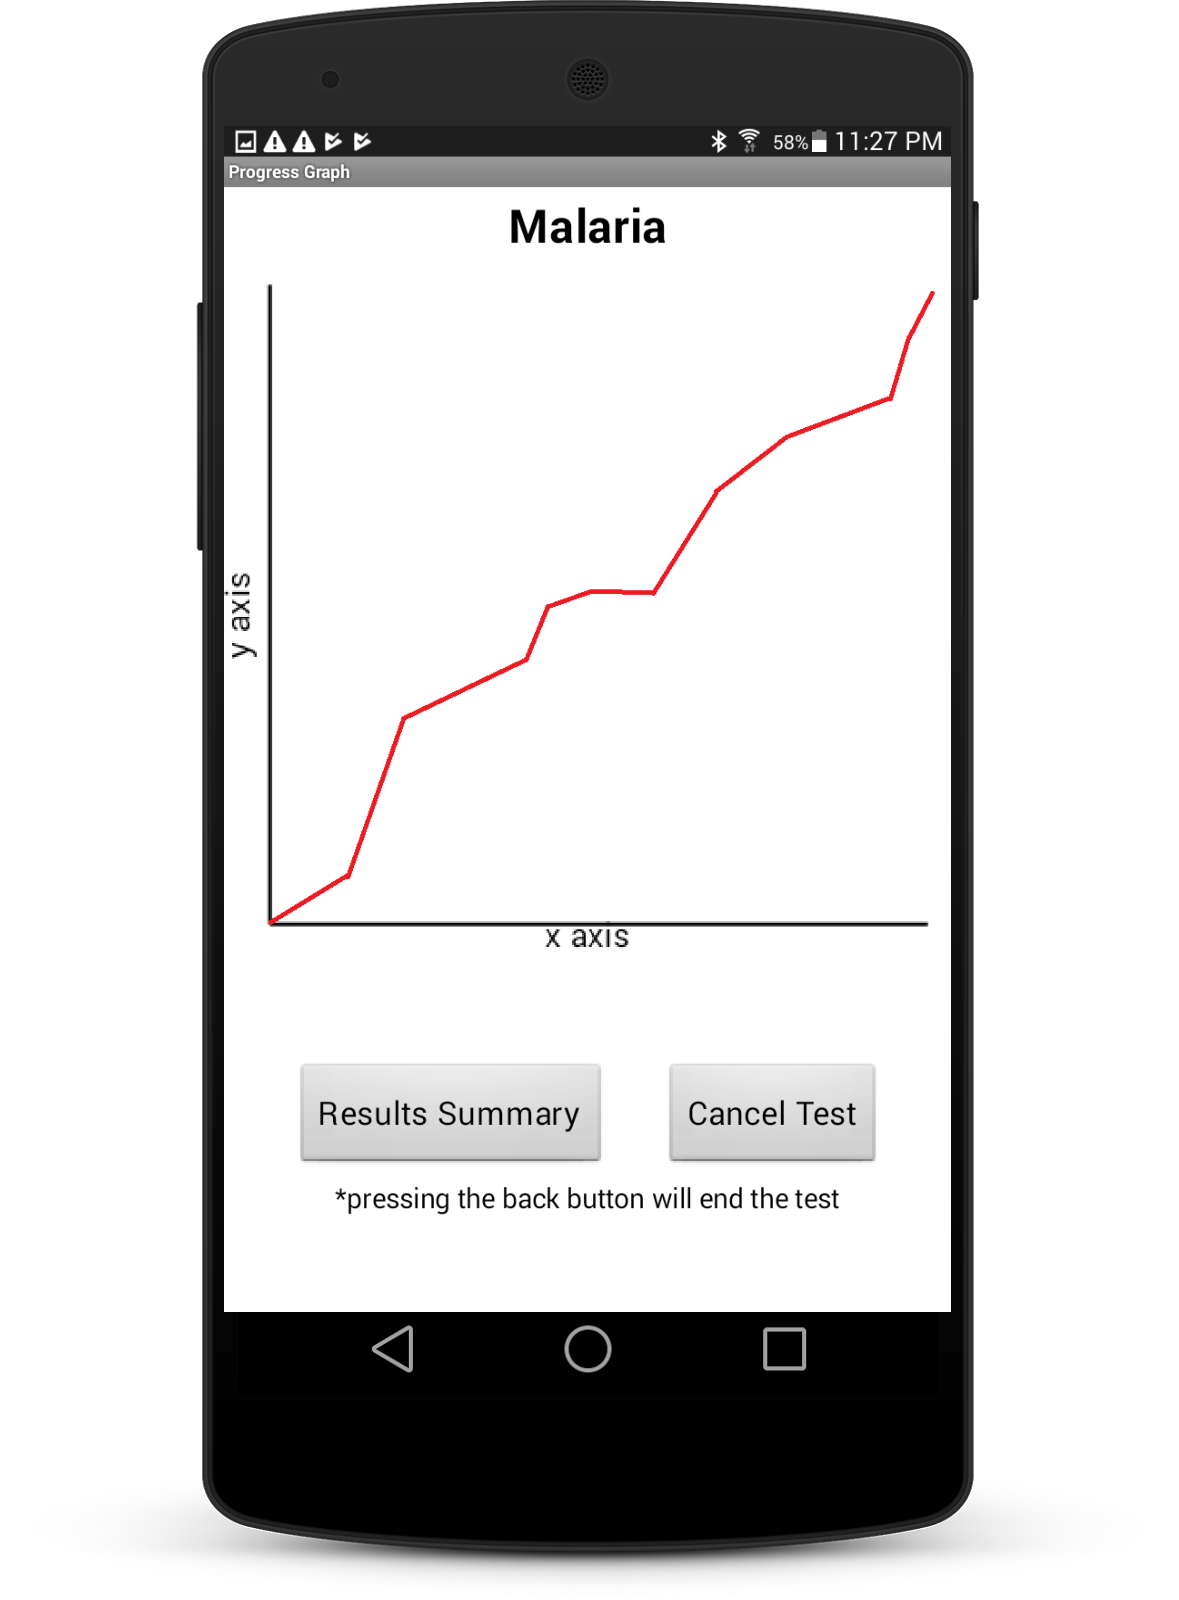 58% 11:27 PM
Progress Graph
Malaria
y axis
x axis
Results Summary
Cancel Test
*pressing the back button will end the test